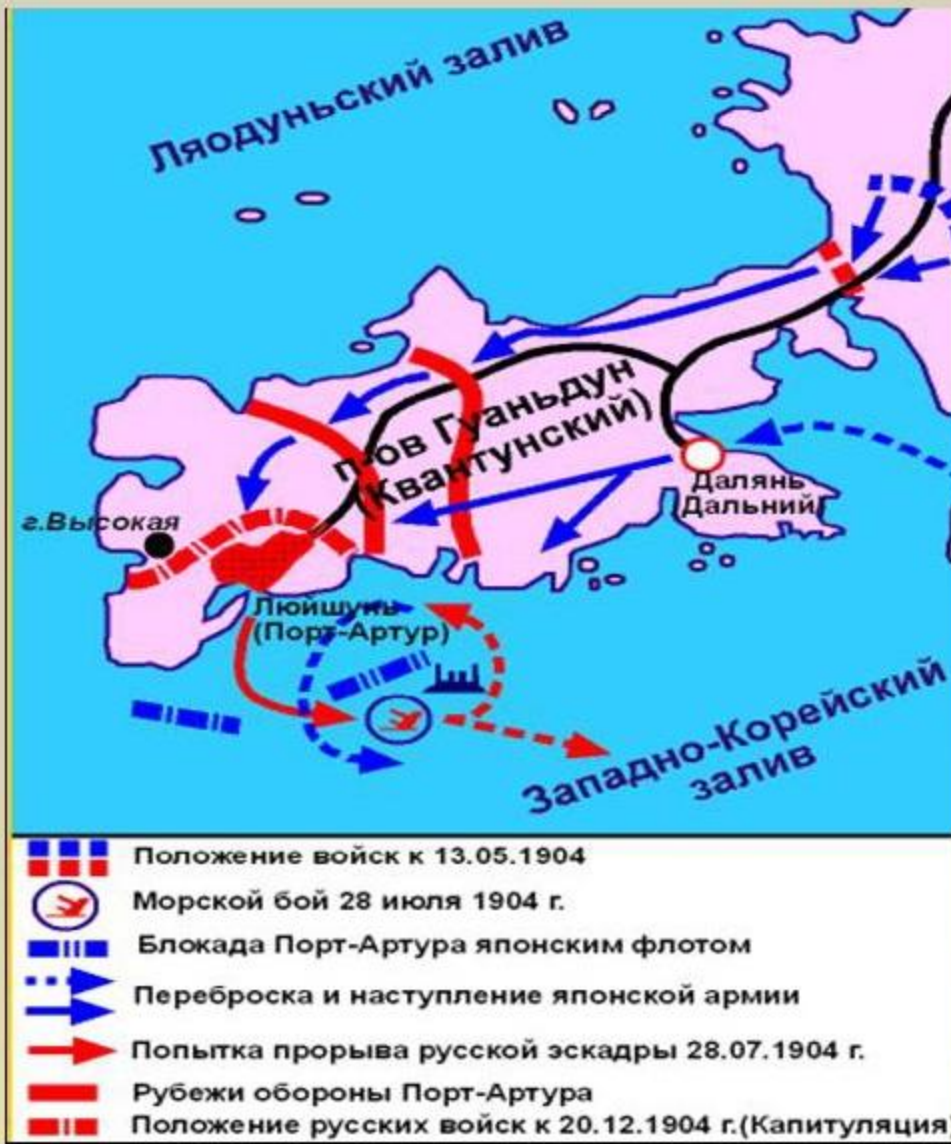 Ляодуньский залив
п-ов Гуаньдун
(Квантунский)
Далянь
Дальний)
г.Высокая
Люйшунь
(Порт-Артур)
Западно-Корейский
залив
Положение войск к 13.05.1904
Морской бой 28 июля 1904 г.
Блокада Порт-Артура японским флотом
Переброска и наступление японской армии
Попытка прорыва русской эскадры 28.07.1904 г.
Рубежи обороны Порт-Артура
Положение русских войск к 20.12.1904 г.(Капитуляция